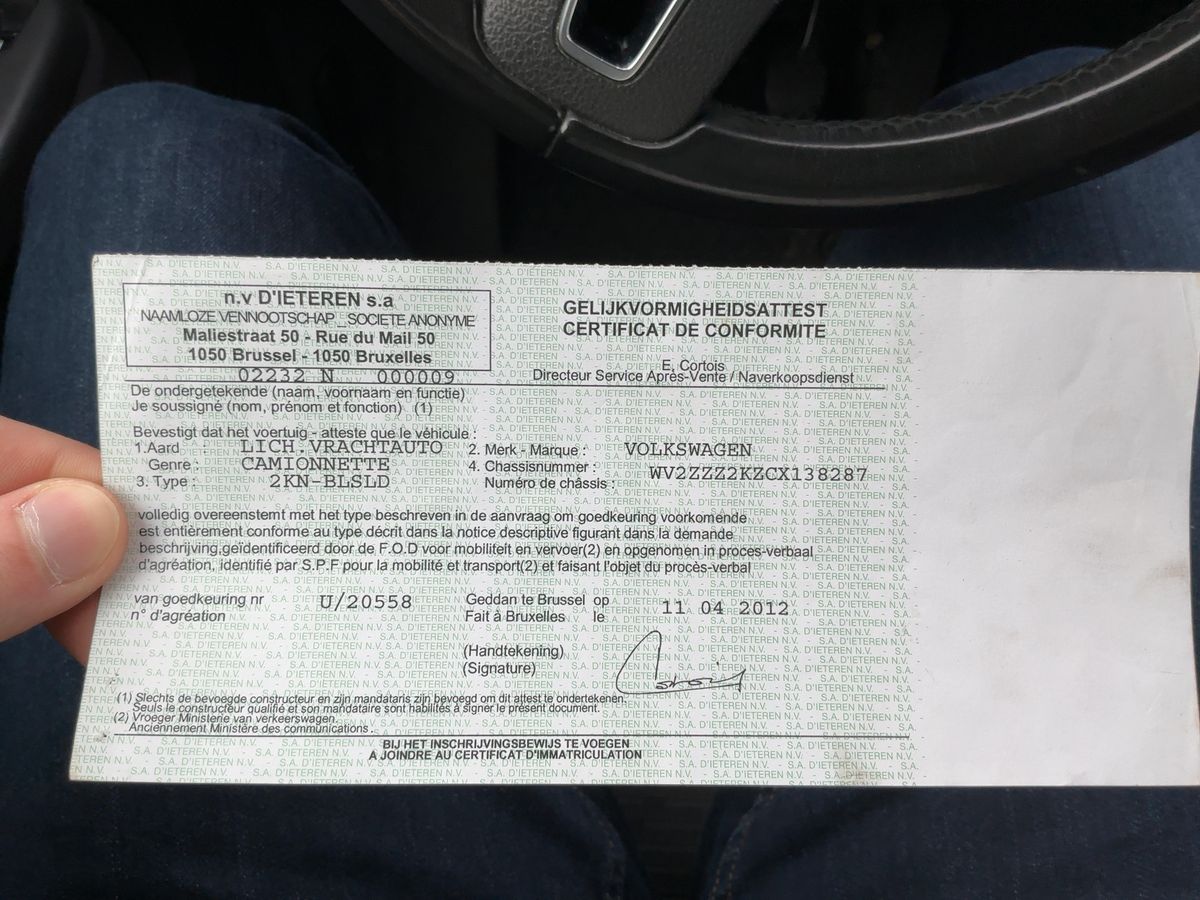 n.v D'IETEREN s.a
NAAMLOZE VENNOOTSCHAP _ SOCIETE ANONYME
Maliestraat 50 - Rue du Mail 50
1050 Brussel - 1050 Bruxelles
02232 N 000009
GELIJKVORMIGHEIDSATTEST
CERTIFICAT DE CONFORMITE
E. Cortois
Directeur Service Après-Vente / Naverkoopsdienst
De ondergetekende (naam, voornaam en functie)
Je soussigné (nom, prénom et fonction) (1)
Bevestigt dat het voertuig - atteste que le véhicule :
1.Aard : LICH.VRACHTAUTO 2. Merk - Marque : VOLKSWAGEN
Genre : CAMIONNETTE 4. Chassisnummer : WV2ZZZ2KZCX138287
3. Type : 2KN-BLSLD Numéro de châssis :
volledig overeenstemt met het type beschreven in de aanvraag om goedkeuring voorkomende
est entièrement conforme au type décrit dans la notice descriptive figurant dans la demande
beschrijving,geïdentificeerd door de F.O.D voor mobiliteit en vervoer(2) en opgenomen in proces-verbaal
d'agréation, identifié par S.P.F pour la mobilité et transport(2) et faisant l'objet du procès-verbal
van goedkeuring nr U/20558 Geddan te Brussel op 11 04 2012
n° d'agréation Fait à Bruxelles le
(Handtekening)
(Signature)
(1) Slechts de bevoegde constructeur en zijn mandataris zijn bevoegd om dit attest te ondertekenen.
Seuls le constructeur qualifié et son mandataire sont habilités à signer le présent document.
(2) Vroeger Ministerie van verkeerswagen.
Anciennement Ministère des communications.
BIJ HET INSCHRIJVINGSBEWIJS TE VOEGEN
A JOINDRE AU CERTIFICAT D'IMMATRICULATION